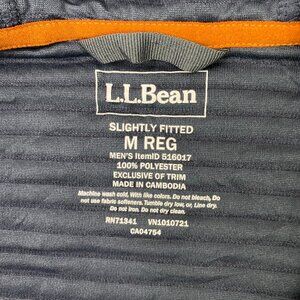 L.L.Bean
SLIGHTLY FITTED
M REG
MEN'S ItemID 516017
100% POLYESTER
EXCLUSIVE OF TRIM
MADE IN CAMBODIA
Machine wash cold. With like colors. Do not bleach, Do
not use fabric softeners. Tumble dry low, or, Line dry.
Do not iron. Do not dry clean.
RN71341 VN1010721
CA04754